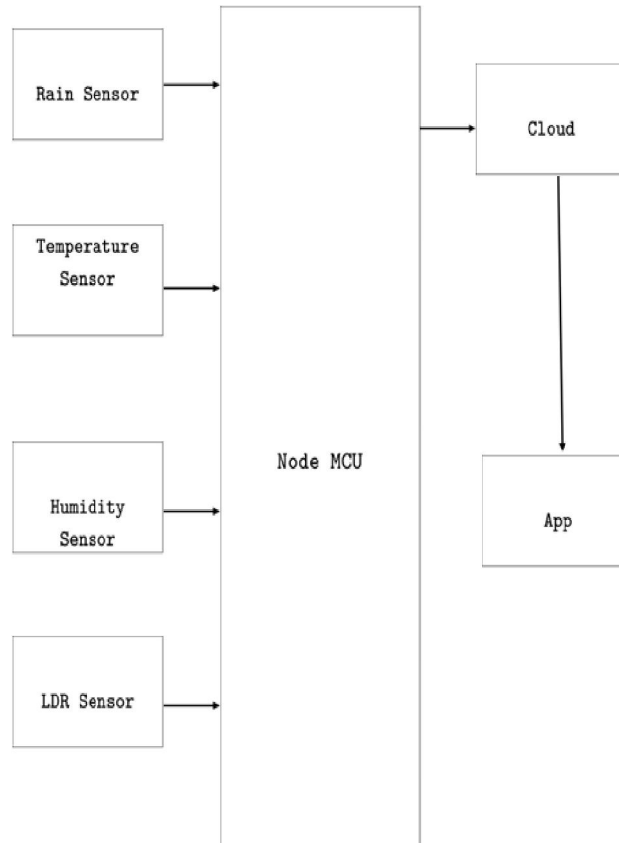 Rain Sensor
Temperature
Sensor
Humidity
Sensor
LDR Sensor
Node MCU
Cloud
App